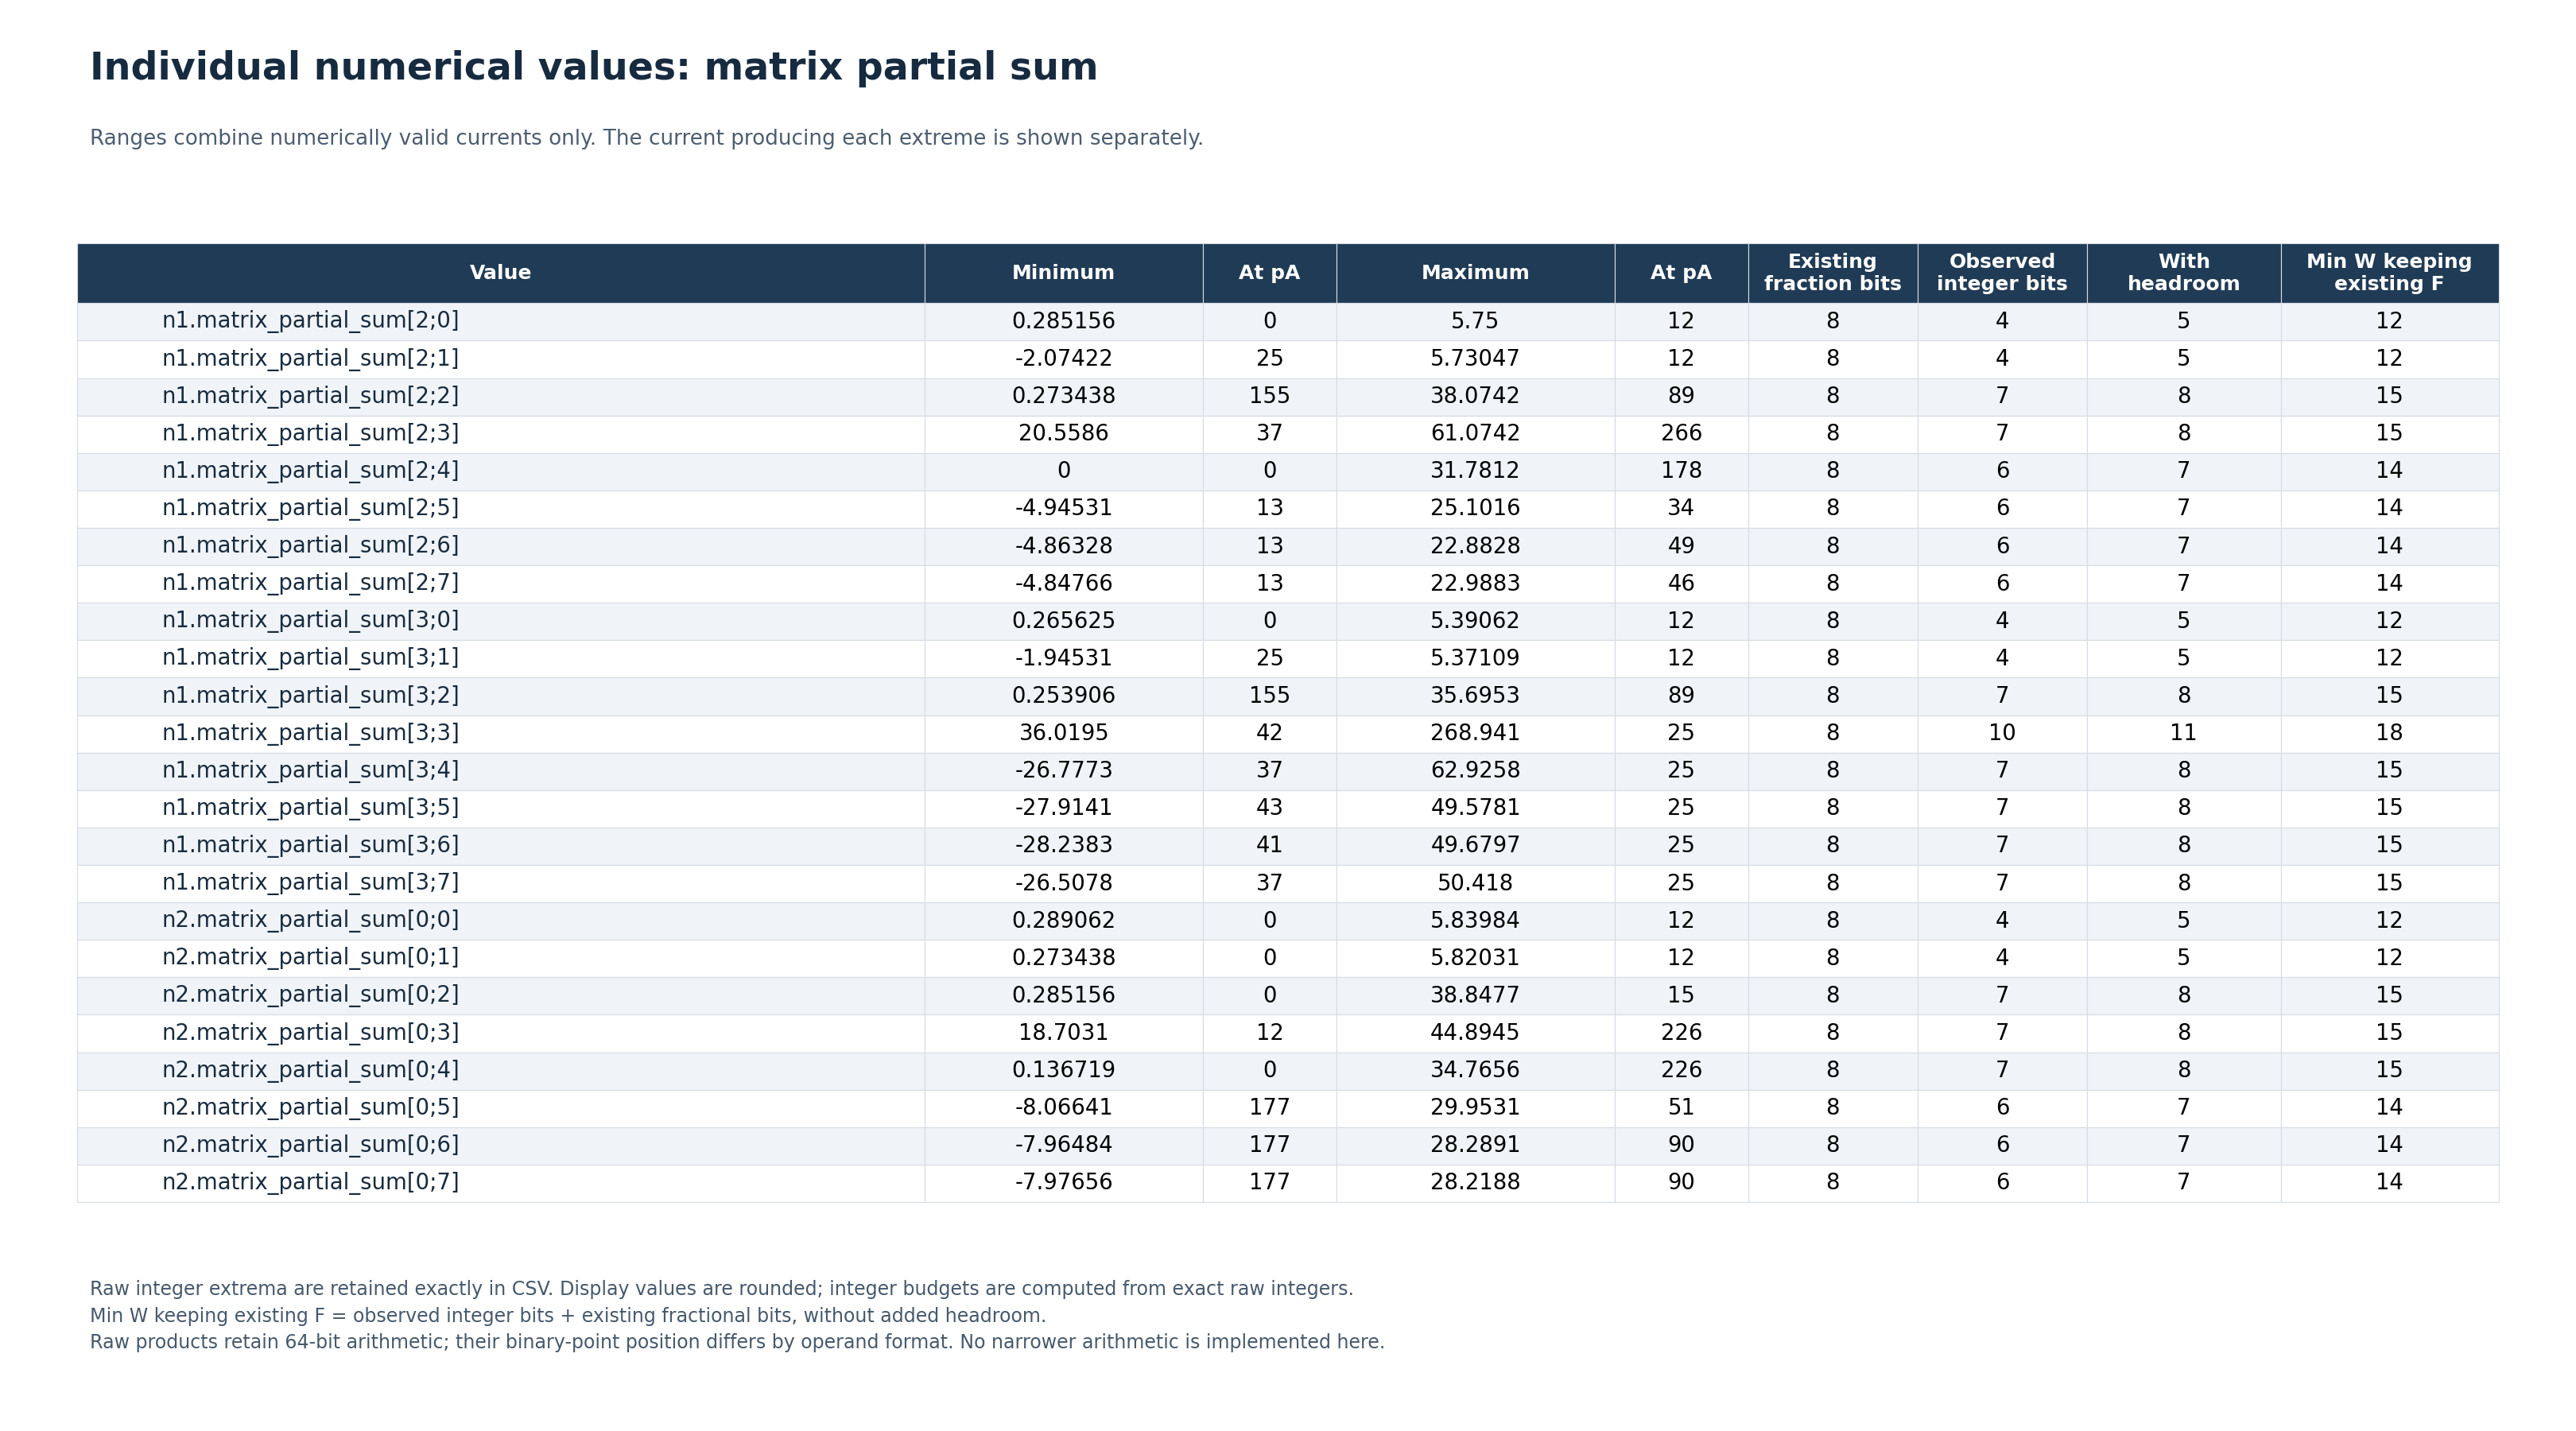 Individual numerical values: matrix partial sum
Ranges combine numerically valid currents only. The current producing each extreme is shown separately.
Value Minimum At pA Maximum At pA Existing fraction bits Observed integer bits With headroom Min W keeping existing F
n1.matrix_partial_sum[2;0] 0.285156 0 5.75 12 8 4 5 12
n1.matrix_partial_sum[2;1] -2.07422 25 5.73047 12 8 4 5 12
n1.matrix_partial_sum[2;2] 0.273438 155 38.0742 89 8 7 8 15
n1.matrix_partial_sum[2;3] 20.5586 37 61.0742 266 8 7 8 15
n1.matrix_partial_sum[2;4] 0 0 31.7812 178 8 6 7 14
n1.matrix_partial_sum[2;5] -4.94531 13 25.1016 34 8 6 7 14
n1.matrix_partial_sum[2;6] -4.86328 13 22.8828 49 8 6 7 14
n1.matrix_partial_sum[2;7] -4.84766 13 22.9883 46 8 6 7 14
n1.matrix_partial_sum[3;0] 0.265625 0 5.39062 12 8 4 5 12
n1.matrix_partial_sum[3;1] -1.94531 25 5.37109 12 8 4 5 12
n1.matrix_partial_sum[3;2] 0.253906 155 35.6953 89 8 7 8 15
n1.matrix_partial_sum[3;3] 36.0195 42 268.941 25 8 10 11 18
n1.matrix_partial_sum[3;4] -26.7773 37 62.9258 25 8 7 8 15
n1.matrix_partial_sum[3;5] -27.9141 43 49.5781 25 8 7 8 15
n1.matrix_partial_sum[3;6] -28.2383 41 49.6797 25 8 7 8 15
n1.matrix_partial_sum[3;7] -26.5078 37 50.418 25 8 7 8 15
n2.matrix_partial_sum[0;0] 0.289062 0 5.83984 12 8 4 5 12
n2.matrix_partial_sum[0;1] 0.273438 0 5.82031 12 8 4 5 12
n2.matrix_partial_sum[0;2] 0.285156 0 38.8477 15 8 7 8 15
n2.matrix_partial_sum[0;3] 18.7031 12 44.8945 226 8 7 8 15
n2.matrix_partial_sum[0;4] 0.136719 0 34.7656 226 8 7 8 15
n2.matrix_partial_sum[0;5] -8.06641 177 29.9531 51 8 6 7 14
n2.matrix_partial_sum[0;6] -7.96484 177 28.2891 90 8 6 7 14
n2.matrix_partial_sum[0;7] -7.97656 177 28.2188 90 8 6 7 14
Raw integer extrema are retained exactly in CSV. Display values are rounded; integer budgets are computed from exact raw integers.
Min W keeping existing F = observed integer bits + existing fractional bits, without added headroom.
Raw products retain 64-bit arithmetic; their binary-point position differs by operand format. No narrower arithmetic is implemented here.